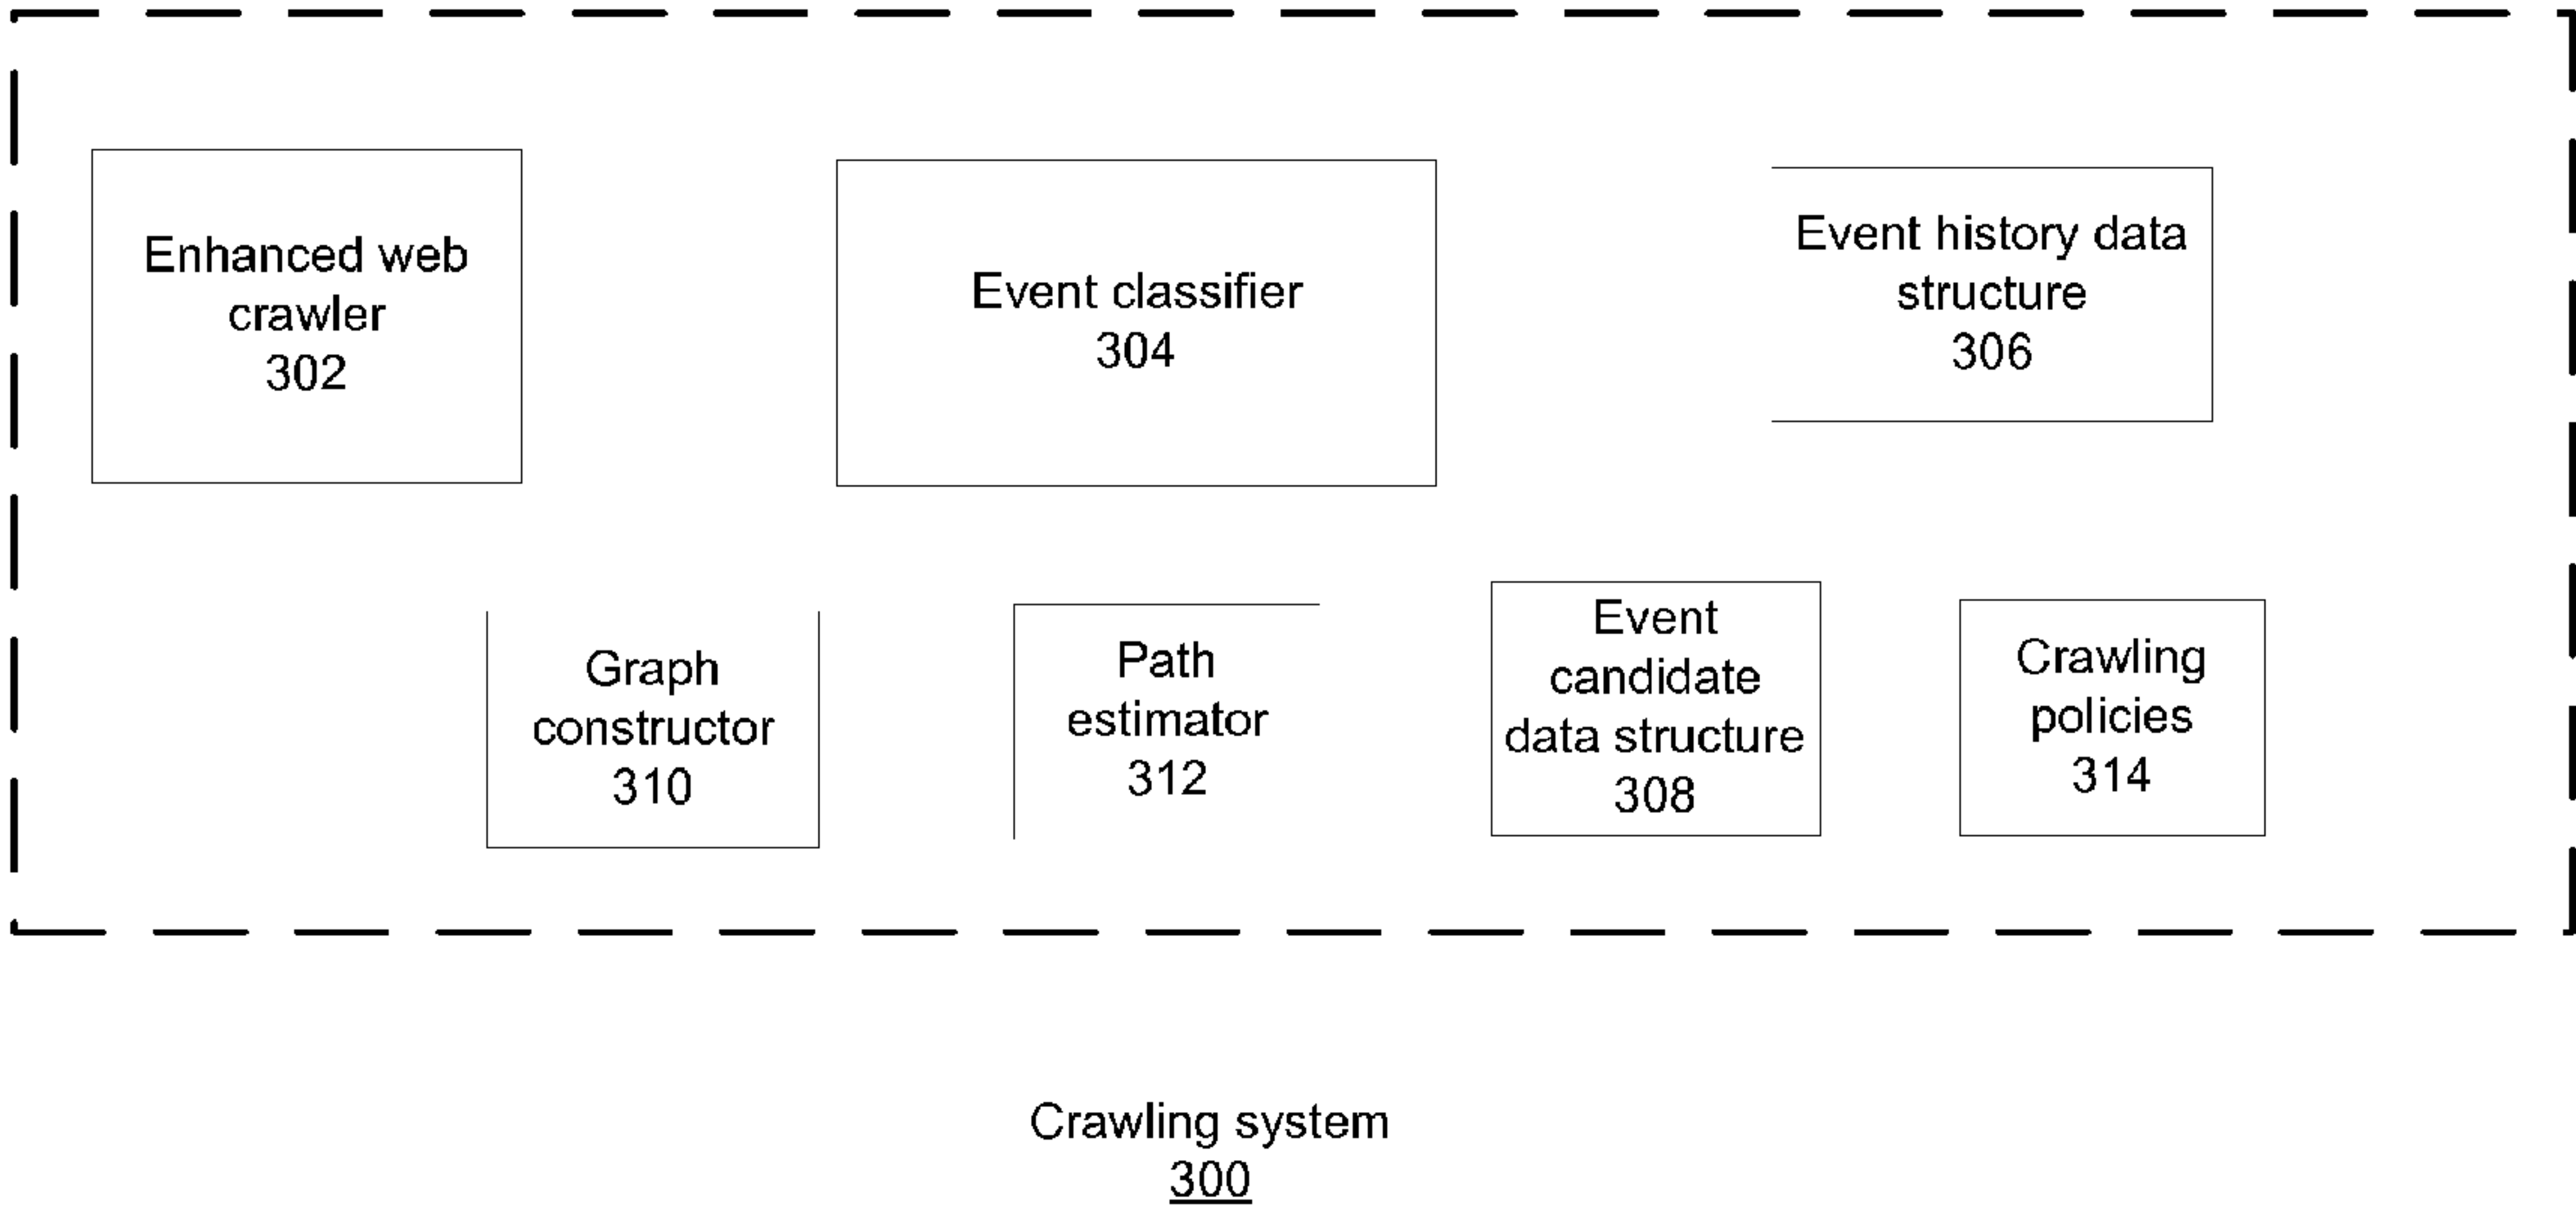 Enhanced web
crawler
302
Event classifier
304
Event history data
structure
306
Graph
constructor
310
Path
estimator
312
Event
candidate
data structure
308
Crawling
policies
314
Crawling system
300